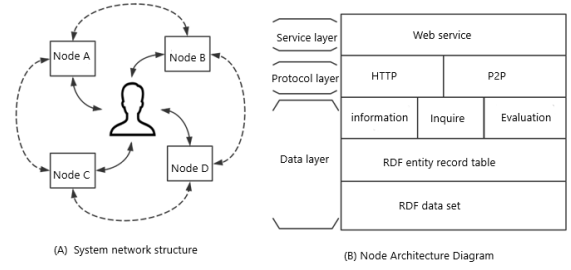 Node A
Node B
Node C
Node D
(A) System network structure
Service layer
Web service
Protocol layer
HTTP
P2P
Data layer
information
Inquire
Evaluation
RDF entity record table
RDF data set
(B) Node Architecture Diagram